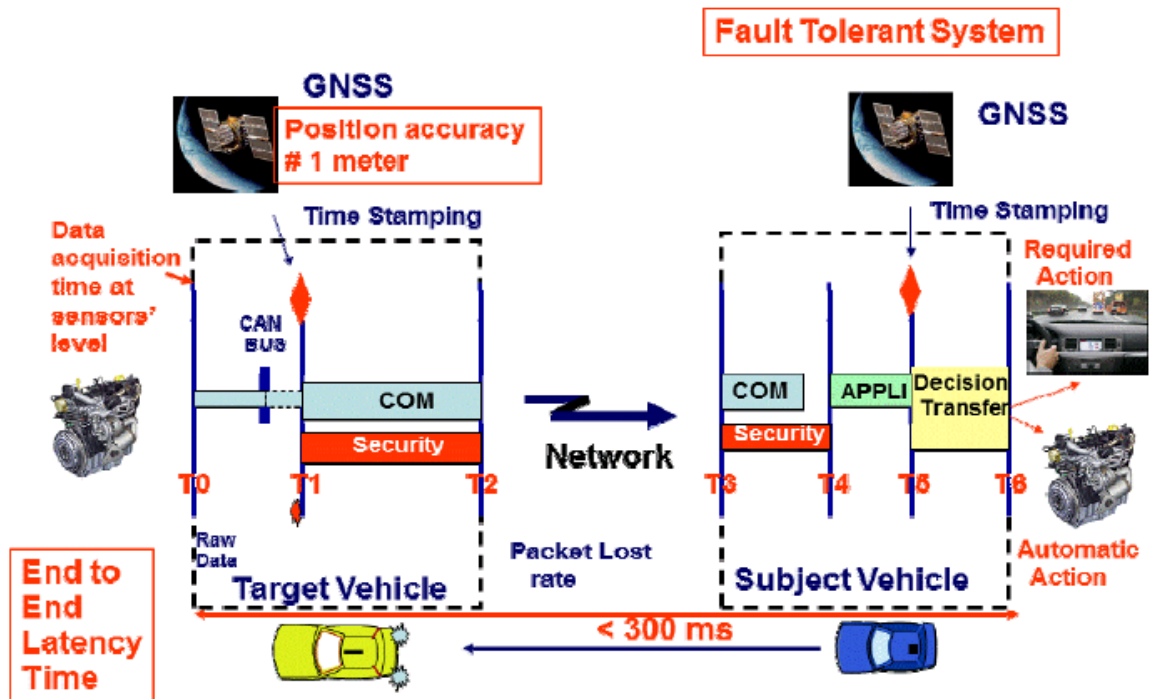 Fault Tolerant System
GNSS
Position accuracy
# 1 meter
GNSS
Time Stamping
Time Stamping
Data
acquisition
time at
sensors'
level
CAN
BUS
Required
Action
COM
Security
Network
COM
Security
APPLI
Decision
Transfer
T0
T1
T2
T3
T4
T5
T6
Raw
Data
Target Vehicle
Packet Lost
rate
Subject Vehicle
Automatic
Action
End to
End
Latency
Time
< 300 ms